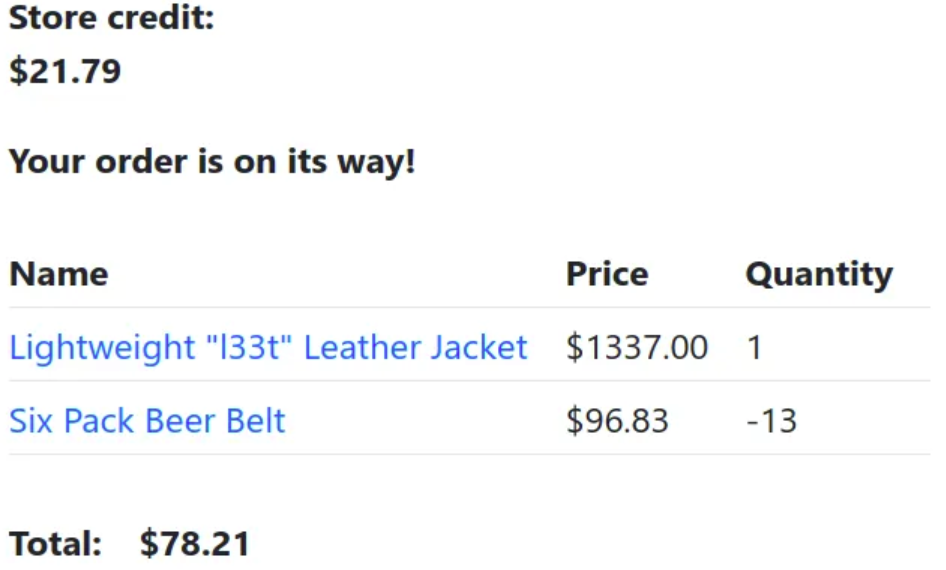 Store credit:
$21.79
Your order is on its way!
Name Price Quantity
Lightweight "l33t" Leather Jacket $1337.00 1
Six Pack Beer Belt $96.83 -13
Total: $78.21